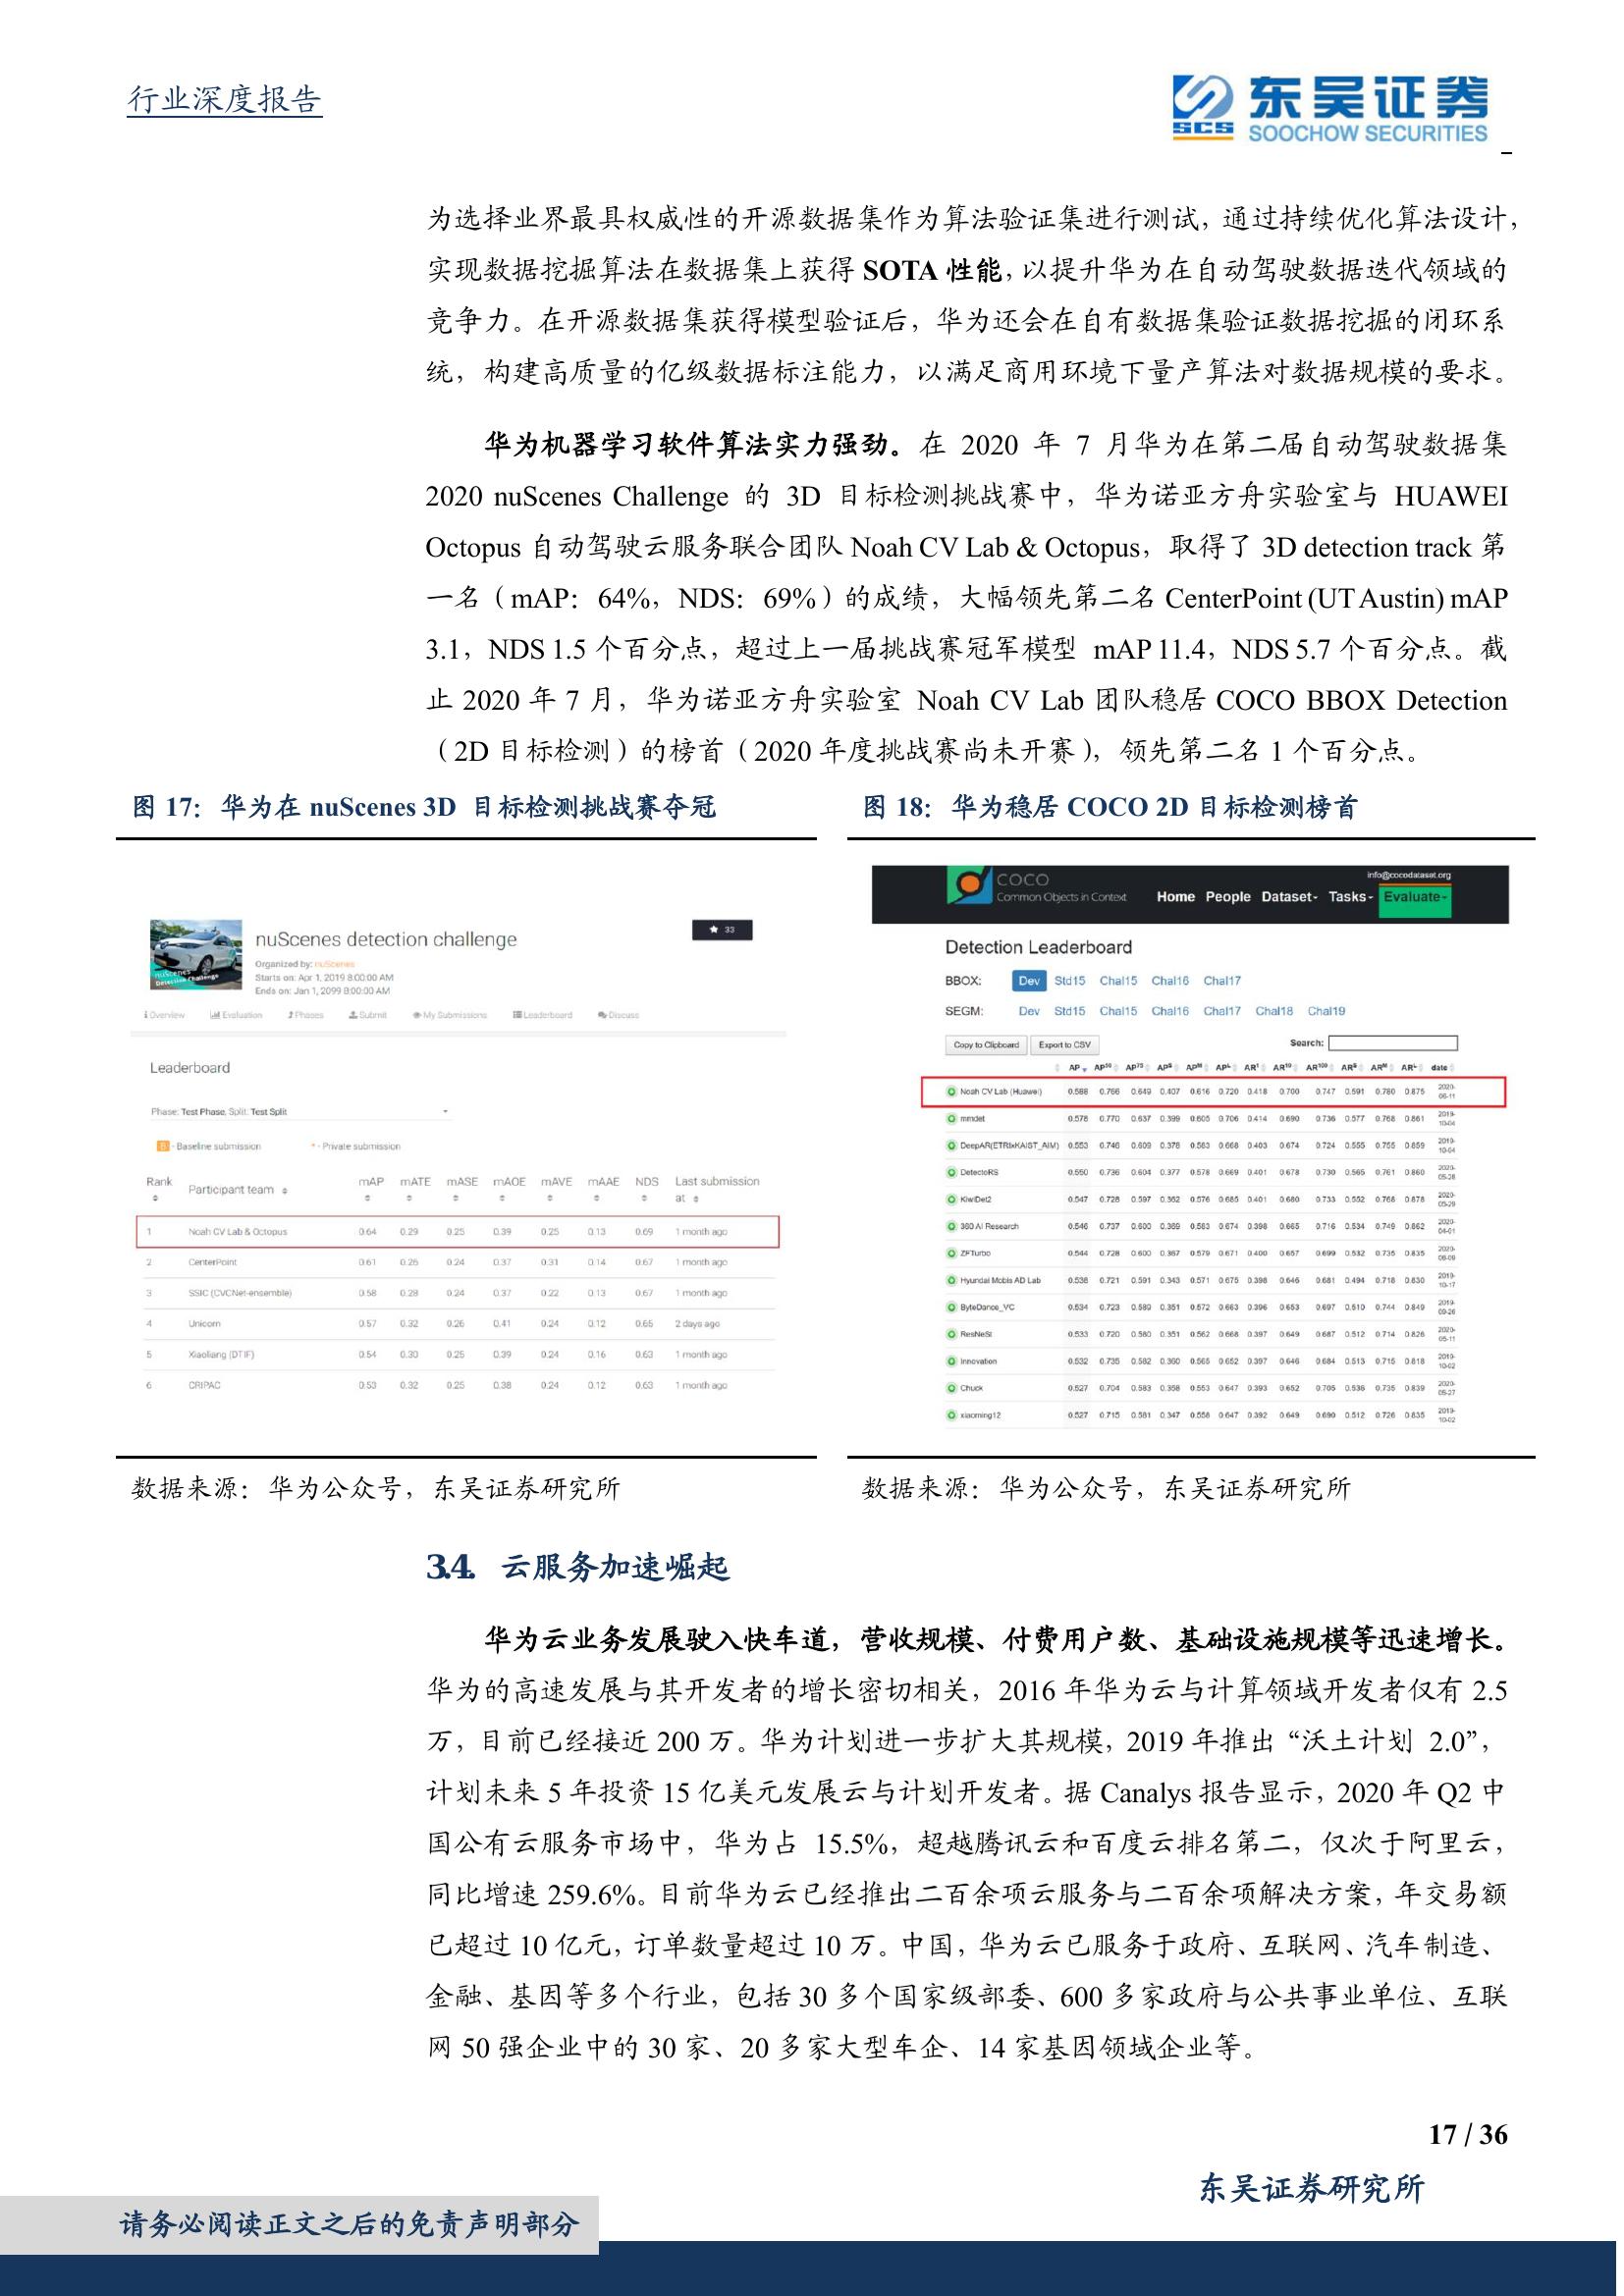 行业深度报告
东吴证券
SCS
SOOCHOW SECURITIES
为选择业界最具权威性的开源数据集作为算法验证集进行测试，通过持续优化算法设计，
实现数据挖掘算法在数据集上获得 SOTA 性能，以提升华为在自动驾驶数据迭代领域的
竞争力。在开源数据集获得模型验证后，华为还会在自有数据集验证数据挖掘的闭环系
统，构建高质量的亿级数据标注能力，以满足商用环境下量产算法对数据规模的要求。
华为机器学习软件算法实力强劲。在 2020 年 7 月华为在第二届自动驾驶数据集
2020 nuScenes Challenge 的 3D 目标检测挑战赛中，华为诺亚方舟实验室与 HUAWEI
Octopus 自动驾驶云服务联合团队 Noah CV Lab & Octopus，取得了 3D detection track 第
一名（mAP：64%，NDS：69%）的成绩，大幅领先第二名 CenterPoint (UT Austin) mAP
3.1，NDS 1.5 个百分点，超过上一届挑战赛冠军模型 mAP 11.4，NDS 5.7 个百分点。截
止 2020 年 7 月，华为诺亚方舟实验室 Noah CV Lab 团队稳居 COCO BBOX Detection
（2D 目标检测）的榜首（2020 年度挑战赛尚未开赛），领先第二名 1 个百分点。
图 17：华为在 nuScenes 3D 目标检测挑战赛夺冠
nuScenes detection challenge
33
Organized by: nuScenes
Starts on: Apr 1, 2019 8:00:00 AM
Ends on: Jan 1, 2099 8:00:00 AM
Overview Evaluation Phases Submit My Submissions Leaderboard Discuss
Leaderboard
Phase: Test Phase, Split: Test Split
B - Baseline submission * - Private submission
Rank Participant team mAP mATE mASE mAOE mAVE mAAE NDS Last submission at
1 Noah CV Lab & Octopus 0.64 0.29 0.25 0.39 0.25 0.13 0.69 1 month ago
2 CenterPoint 0.61 0.26 0.24 0.37 0.31 0.14 0.67 1 month ago
3 SSIC (CVCNet-ensemble) 0.58 0.28 0.24 0.37 0.22 0.13 0.67 1 month ago
4 Unicorn 0.57 0.32 0.26 0.41 0.24 0.12 0.65 2 days ago
5 Xiaoliang (DTIF) 0.54 0.30 0.25 0.39 0.24 0.16 0.63 1 month ago
6 CRIPAC 0.53 0.32 0.25 0.38 0.24 0.12 0.63 1 month ago
数据来源：华为公众号，东吴证券研究所
图 18：华为稳居 COCO 2D 目标检测榜首
info@cocodataset.org
COCO
Common Objects in Context
Home People Dataset Tasks Evaluate
Detection Leaderboard
BBOX: Dev Std15 Chal15 Chal16 Chal17
SEGM: Dev Std15 Chal15 Chal16 Chal17 Chal18 Chal19
Copy to Clipboard Export to CSV Search:
AP AP50 AP75 APS APM APL AR1 AR10 AR100 ARS ARM ARL date
Noah CV Lab (Huawei) 0.588 0.766 0.649 0.407 0.616 0.720 0.418 0.700 0.747 0.591 0.780 0.875 2020-06-11
mmdet 0.578 0.770 0.637 0.399 0.605 0.706 0.414 0.690 0.736 0.577 0.768 0.861 2019-10-04
DeepAR(ETRIxKAIST_AIM) 0.553 0.746 0.609 0.378 0.583 0.668 0.403 0.674 0.724 0.555 0.755 0.859 2019-10-04
DetectoRS 0.550 0.736 0.604 0.377 0.578 0.669 0.401 0.678 0.730 0.565 0.761 0.860 2020-05-28
KiwiDet2 0.547 0.728 0.597 0.362 0.576 0.685 0.401 0.680 0.733 0.552 0.768 0.878 2020-05-29
360 AI Research 0.546 0.737 0.600 0.369 0.583 0.674 0.398 0.665 0.716 0.534 0.749 0.862 2020-04-01
ZFTurbo 0.544 0.728 0.600 0.367 0.579 0.671 0.400 0.657 0.699 0.532 0.735 0.835 2020-06-09
Hyundai Mobis AD Lab 0.538 0.721 0.591 0.343 0.571 0.675 0.398 0.646 0.681 0.494 0.718 0.830 2019-10-17
ByteDance_VC 0.534 0.723 0.589 0.351 0.572 0.663 0.396 0.653 0.697 0.510 0.744 0.849 2019-09-26
ResNeSt 0.533 0.720 0.580 0.351 0.562 0.668 0.397 0.649 0.687 0.512 0.714 0.826 2020-05-11
Innovation 0.532 0.735 0.582 0.360 0.565 0.652 0.397 0.646 0.684 0.513 0.715 0.818 2019-10-02
Chuck 0.527 0.704 0.583 0.358 0.553 0.647 0.393 0.652 0.705 0.536 0.735 0.839 2020-05-27
xiaoming12 0.527 0.715 0.581 0.347 0.558 0.647 0.392 0.649 0.690 0.512 0.726 0.835 2019-10-02
数据来源：华为公众号，东吴证券研究所
3.4. 云服务加速崛起
华为云业务发展驶入快车道，营收规模、付费用户数、基础设施规模等迅速增长。
华为的高速发展与其开发者的增长密切相关，2016 年华为云与计算领域开发者仅有 2.5
万，目前已经接近 200 万。华为计划进一步扩大其规模，2019 年推出“沃土计划 2.0”，
计划未来 5 年投资 15 亿美元发展云与计划开发者。据 Canalys 报告显示，2020 年 Q2 中
国公有云服务市场中，华为占 15.5%，超越腾讯云和百度云排名第二，仅次于阿里云，
同比增速 259.6%。目前华为云已经推出二百余项云服务与二百余项解决方案，年交易额
已超过 10 亿元，订单数量超过 10 万。中国，华为云已服务于政府、互联网、汽车制造、
金融、基因等多个行业，包括 30 多个国家级部委、600 多家政府与公共事业单位、互联
网 50 强企业中的 30 家、20 多家大型车企、14 家基因领域企业等。
17 / 36
东吴证券研究所
请务必阅读正文之后的免责声明部分